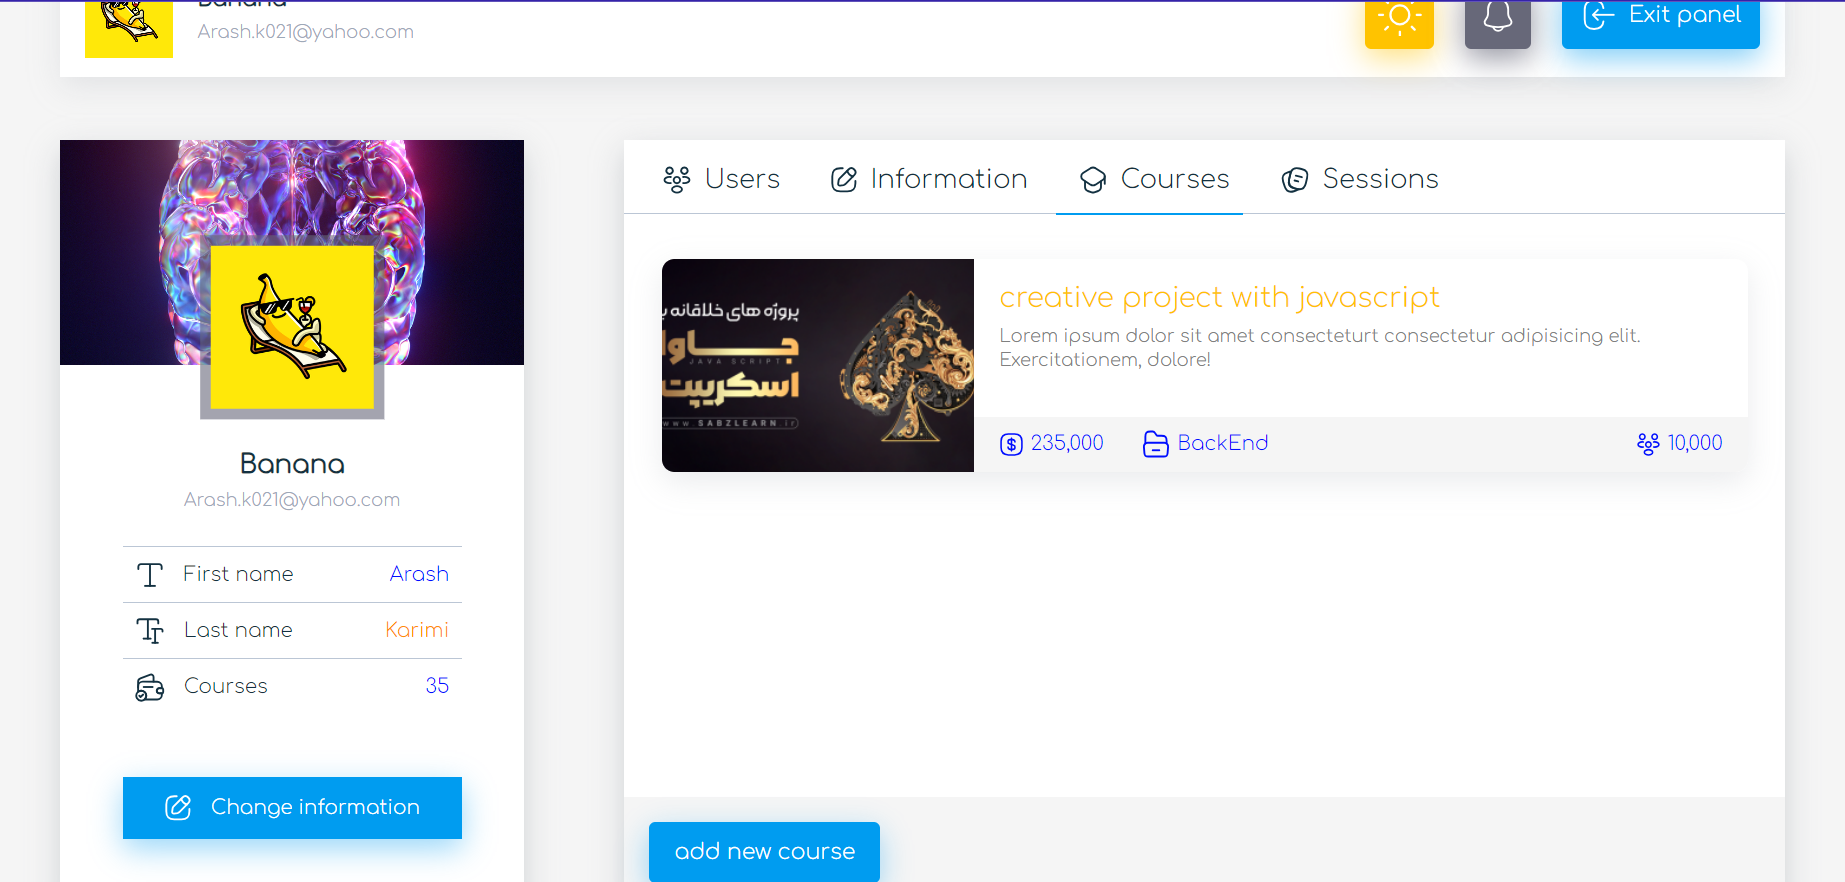 Banana
Arash.k021@yahoo.com
Exit panel
Users
Information
Courses
Sessions
پروژه های خلاقانه
جاوا
JAVA SCRIPT
اسکریپت
www.SABZLEARN.ir
creative project with javascript
Lorem ipsum dolor sit amet consecteturt consectetur adipisicing elit.
Exercitationem, dolore!
235,000
BackEnd
10,000
Banana
Arash.k021@yahoo.com
First name Arash
Last name Karimi
Courses 35
Change information
add new course